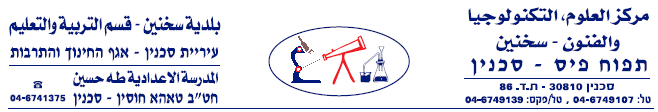 مركز العلوم، التكنولوجيا
والفنون - سخنين
תפוח פיס - סכנין
סכנין 30810 - ת.ד. 86
טל: 04-6749107 טל/פקס: 04-6749139
بلدية سخنين - قسم التربية والتعليم
עיריית סכנין - אגף החינוך והתרבות
المدرسة الاعدادية طه حسين
חט"ב טאהא חוסין - סכנין
04-6741375